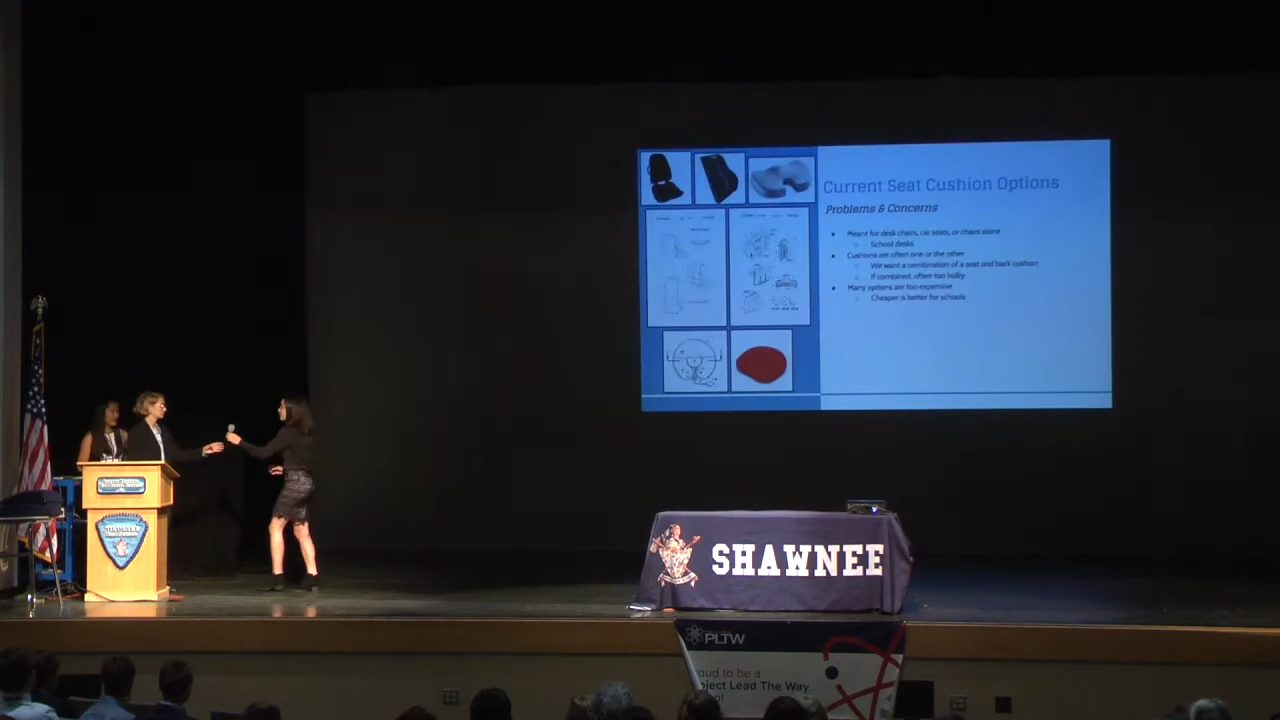 Current Seat Cushion Options
Problems & Concerns
Meant for desk chairs, car seats, or chairs alone
School desks
Cushions are often one or the other
We want a combination of a seat and back cushion
If combined, often too bulky
Many options are too expensive
Cheaper is better for schools
SHAWNEE
SHAWNEE
PLTW
oud to be a
oject Lead The Way
ool